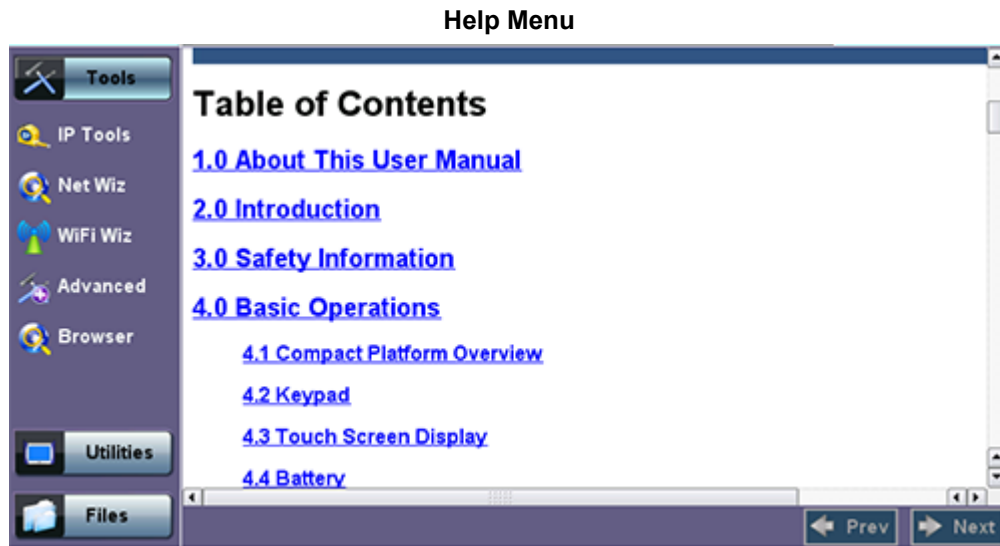 Help Menu
Tools
IP Tools
Net Wiz
WiFi Wiz
Advanced
Browser
Utilities
Files
Table of Contents
1.0 About This User Manual
2.0 Introduction
3.0 Safety Information
4.0 Basic Operations
4.1 Compact Platform Overview
4.2 Keypad
4.3 Touch Screen Display
4.4 Battery
Prev
Next